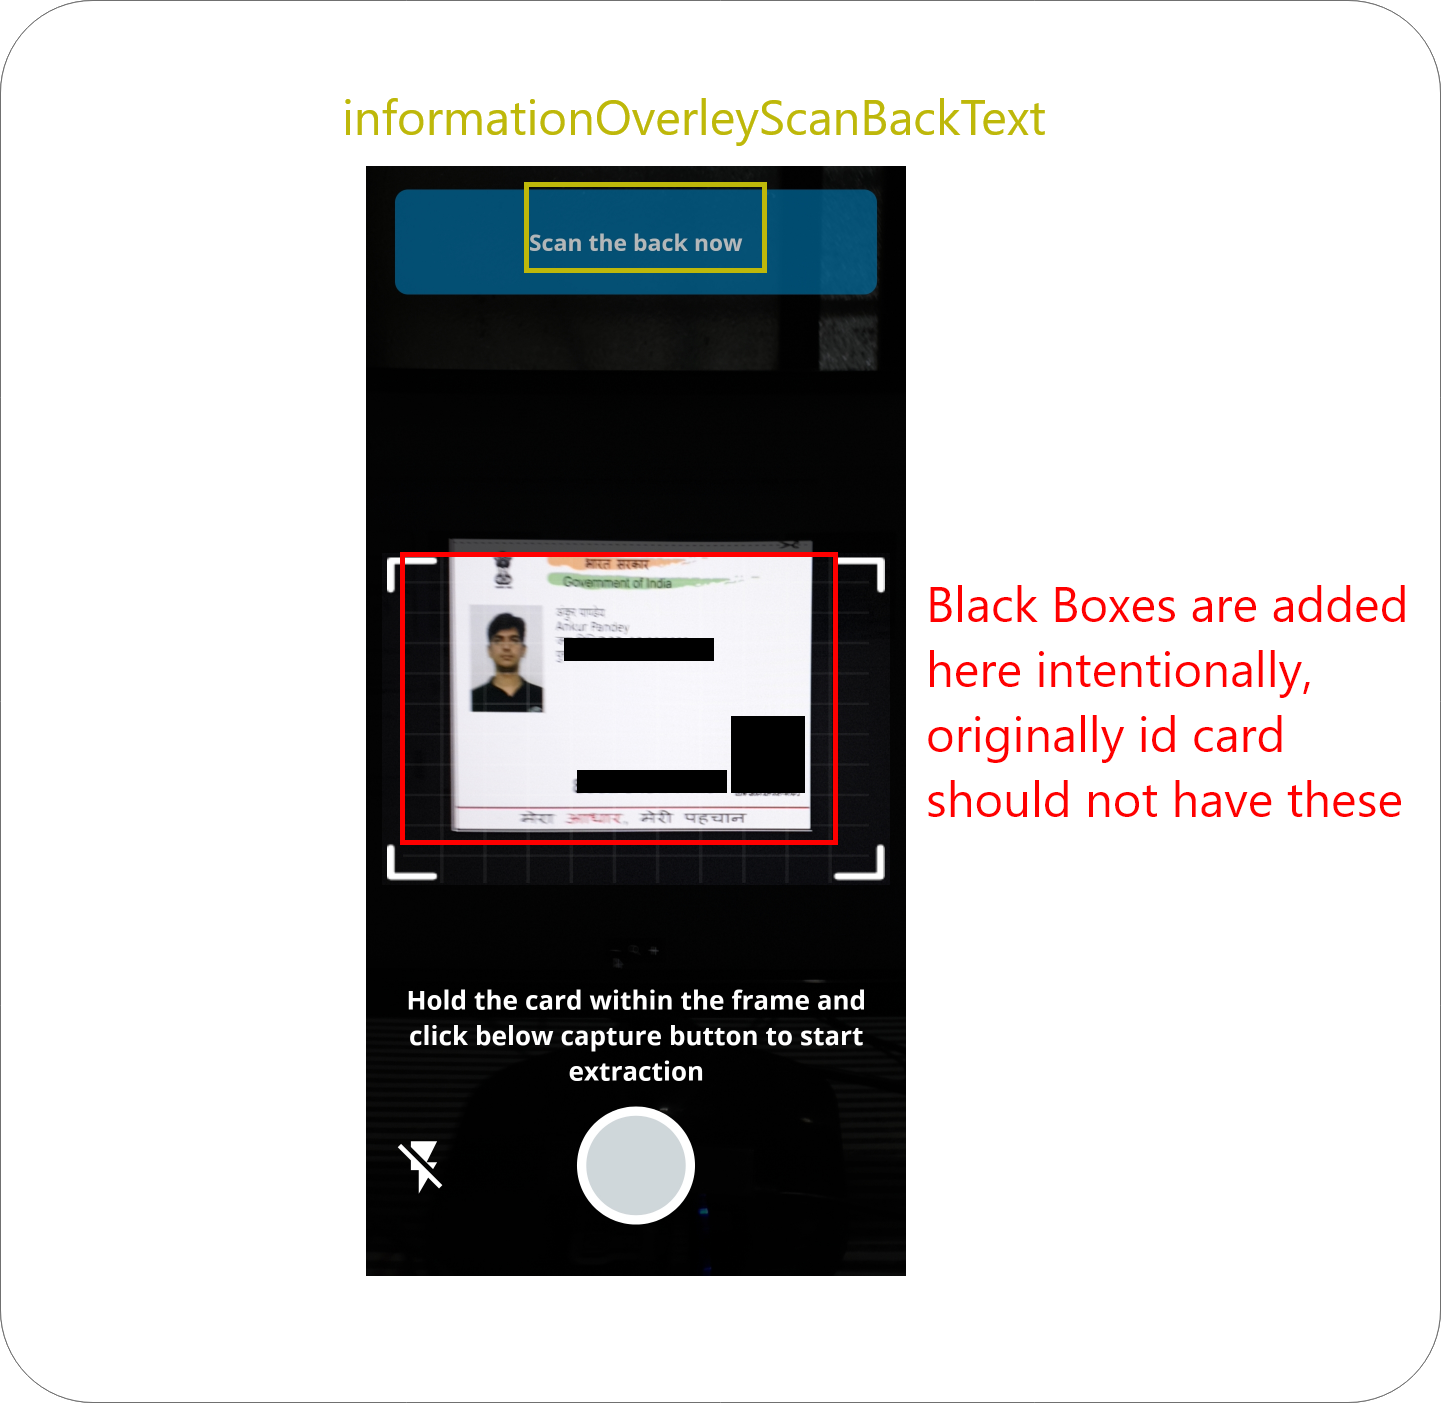 informationOverleyScanBackText
Scan the back now
भारत सरकार
Government of India
अंकुर पाण्डेय
Ankur Pandey
मेरा आधार, मेरी पहचान
Black Boxes are added
here intentionally,
originally id card
should not have these
Hold the card within the frame and
click below capture button to start
extraction